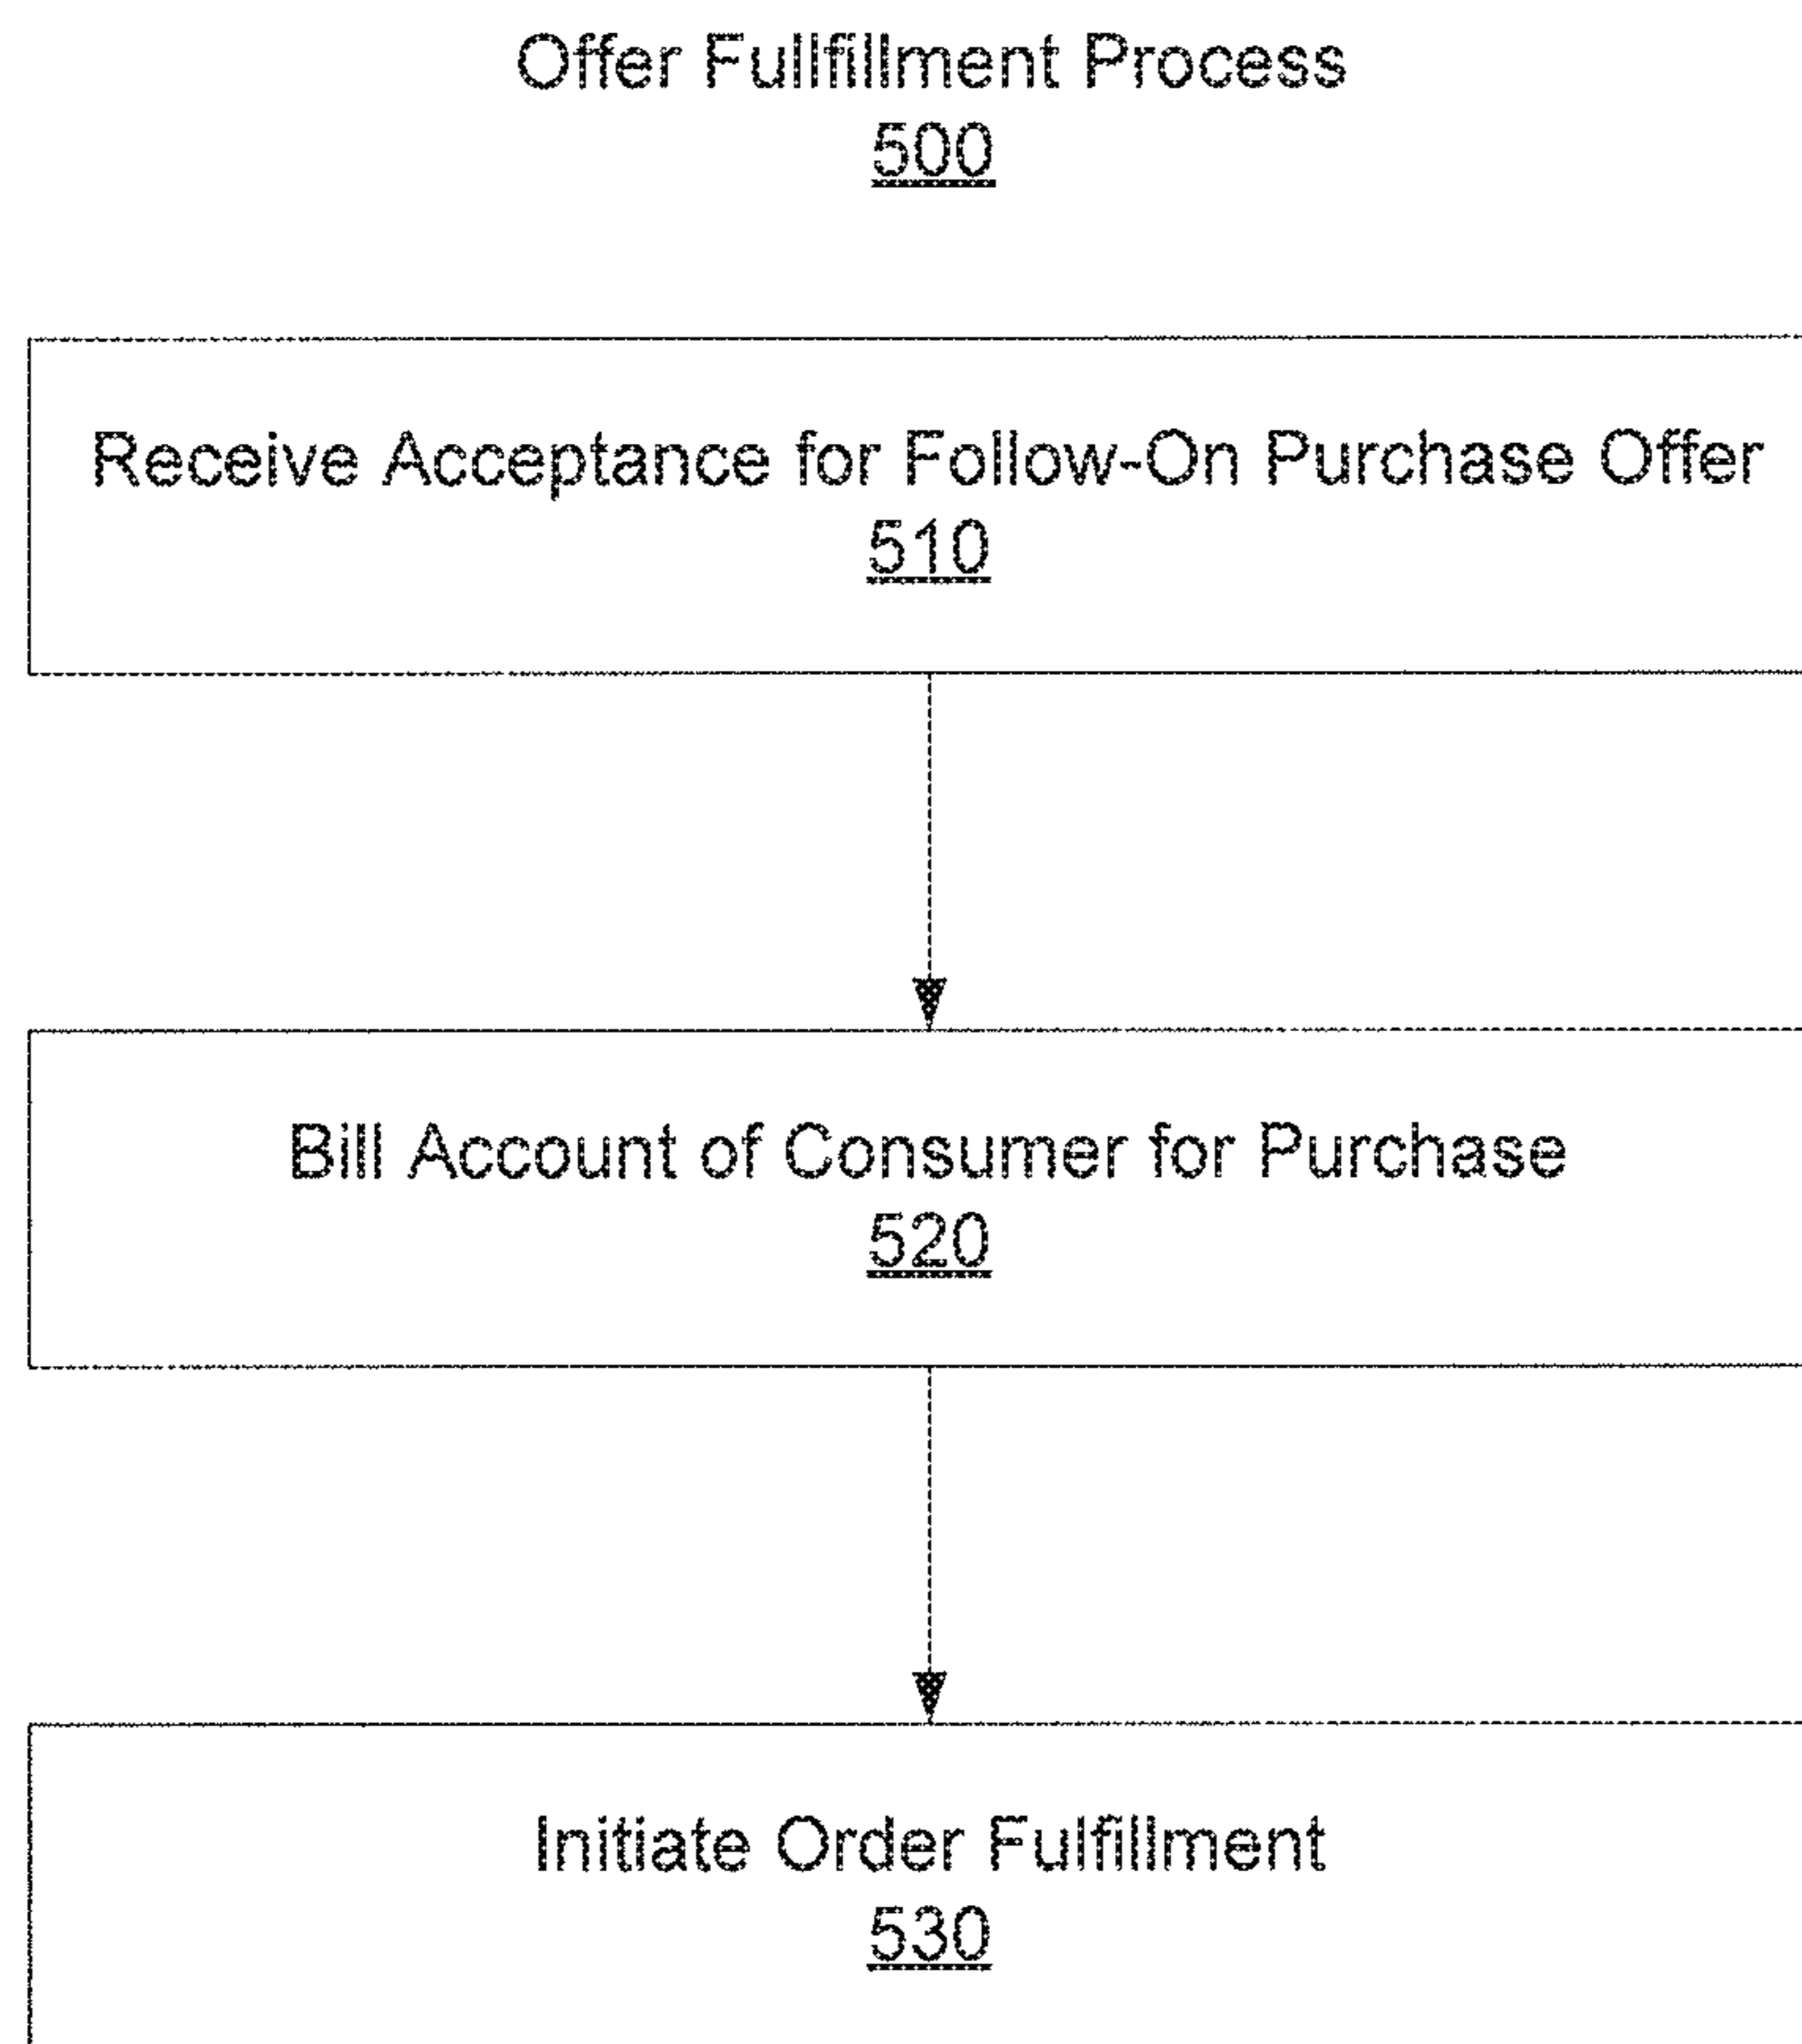 Offer Fullfillment Process
500
Receive Acceptance for Follow-On Purchase Offer
510
Bill Account of Consumer for Purchase
520
Initiate Order Fulfillment
530